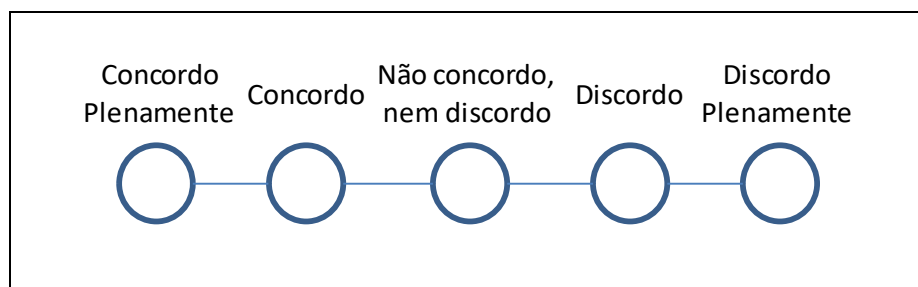 Concordo
Plenamente
Concordo
Não concordo,
nem discordo
Discordo
Discordo
Plenamente